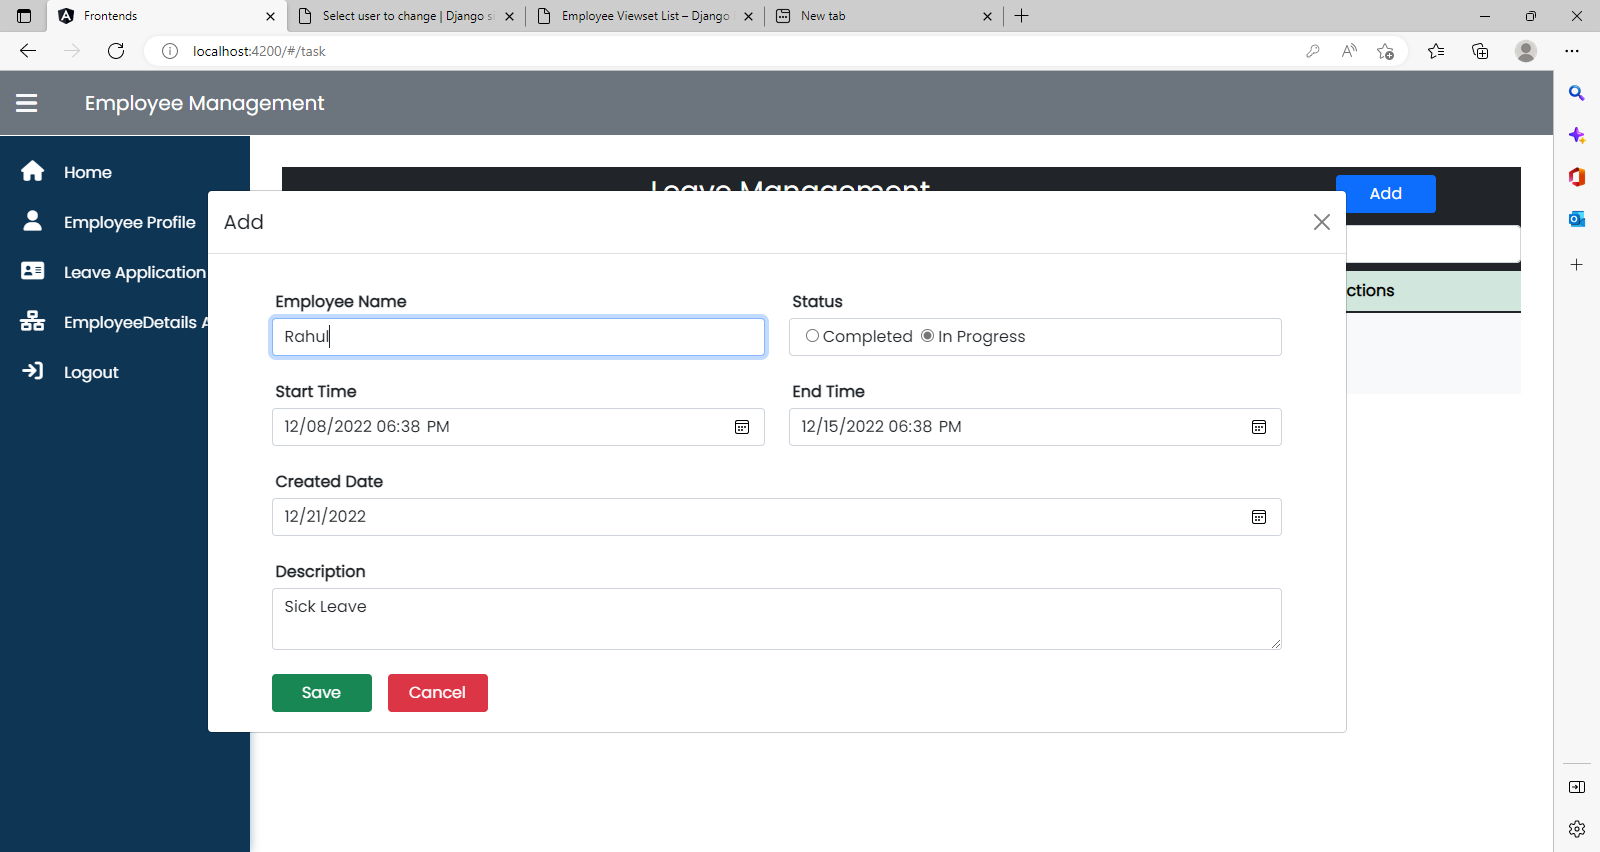 Frontends
Select user to change | Django s
Employee Viewset List – Django
New tab
localhost:4200/#/task
Employee Management
Home
Employee Profile
Leave Application
EmployeeDetails A
Logout
Leave Management
Add
ctions
Add
Employee Name
Status
Rahul
Completed In Progress
Start Time
End Time
12/08/2022 06:38 PM
12/15/2022 06:38 PM
Created Date
12/21/2022
Description
Sick Leave
Save
Cancel